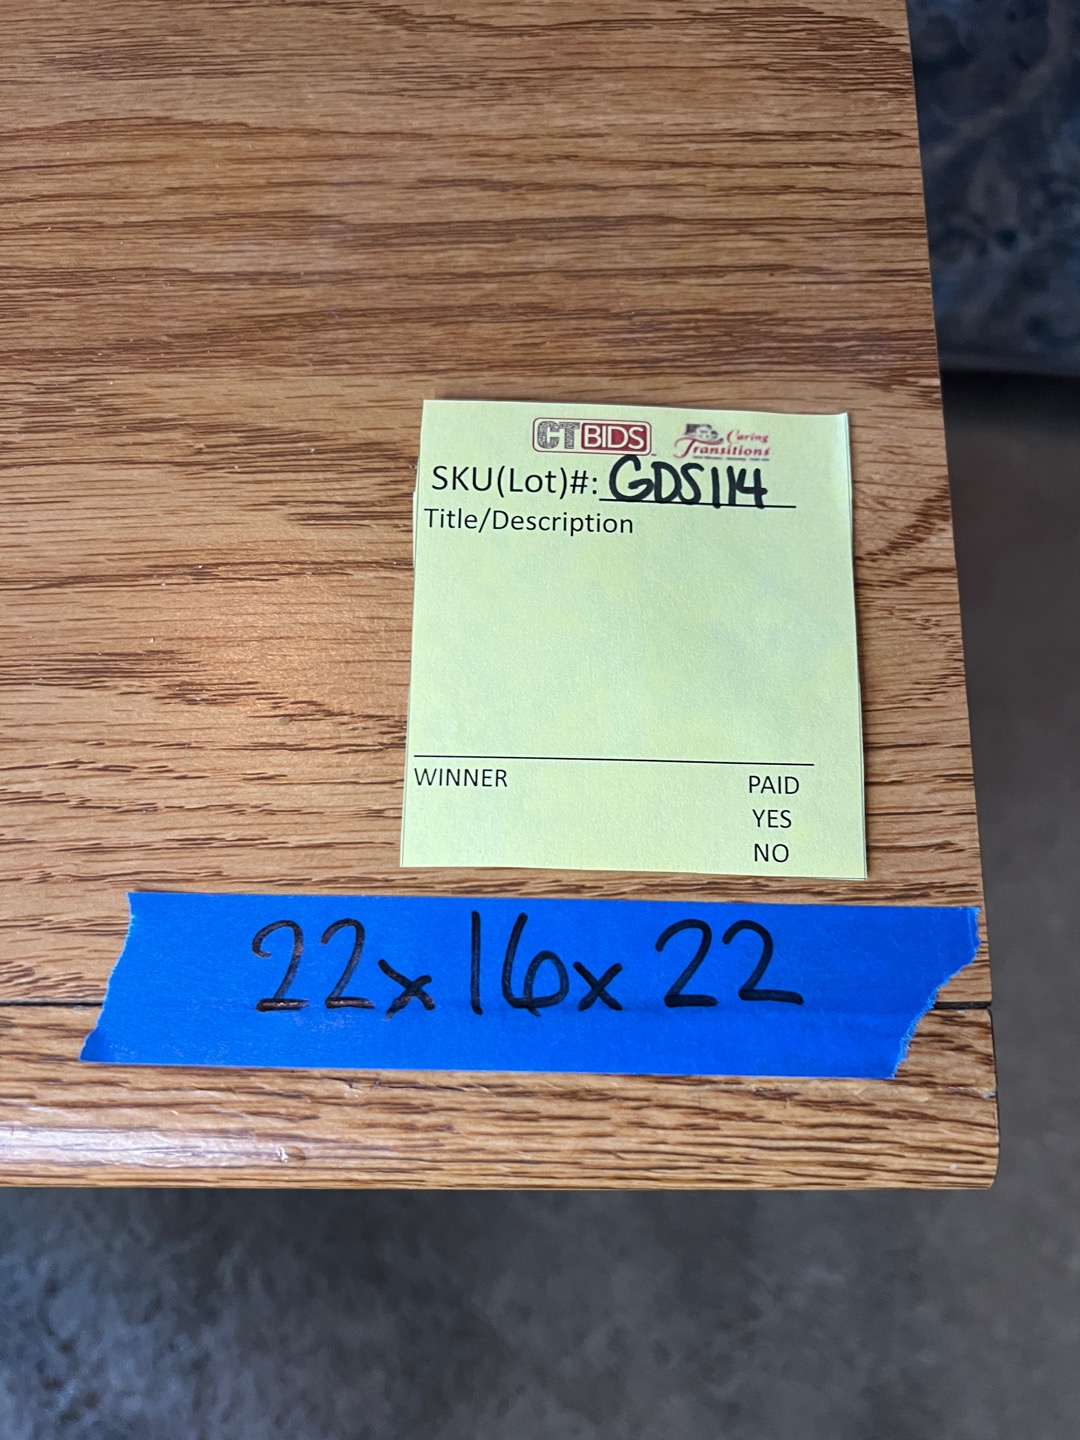 CTBIDS
Caring Transitions
SKU(Lot)#: GDS114
Title/Description
WINNER PAID
YES
NO
22x16x22